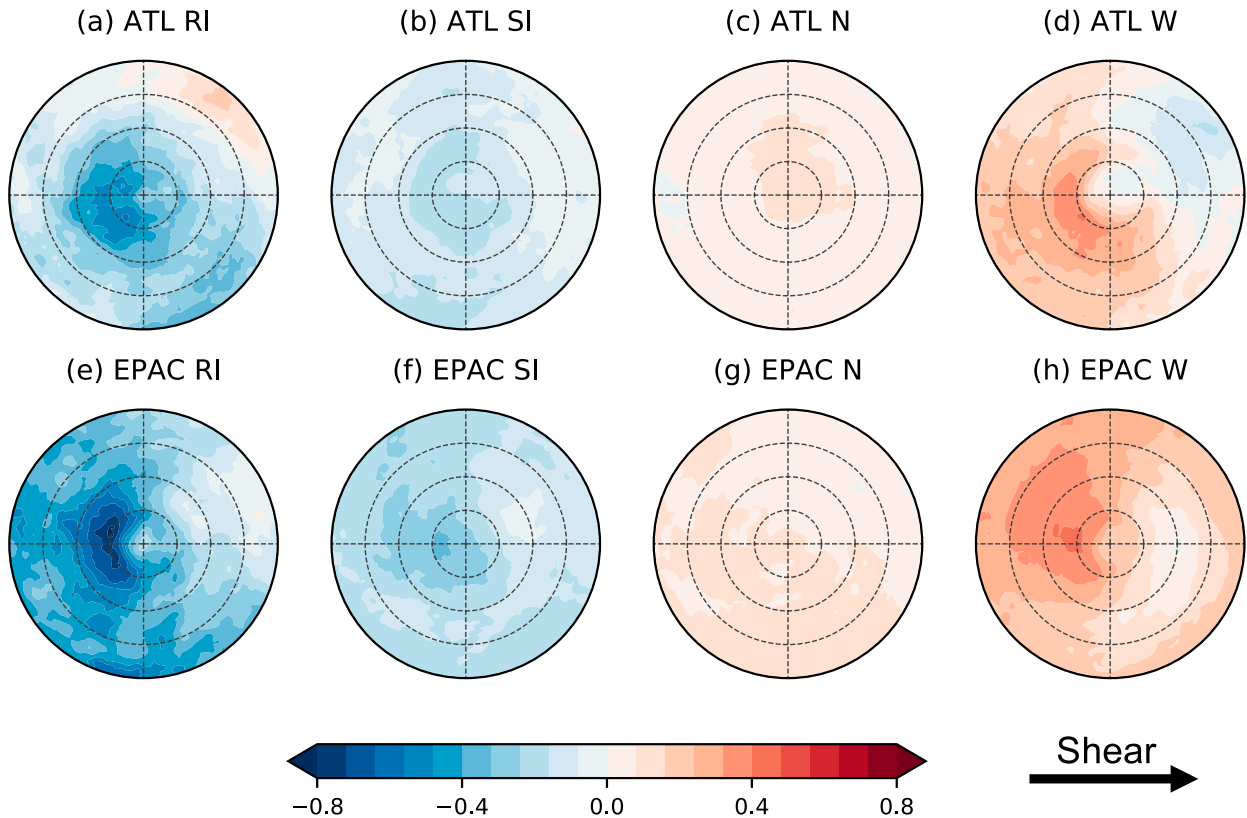 (a) ATL RI
(b) ATL SI
(c) ATL N
(d) ATL W
(e) EPAC RI
(f) EPAC SI
(g) EPAC N
(h) EPAC W
Shear
−0.8 −0.4 0.0 0.4 0.8